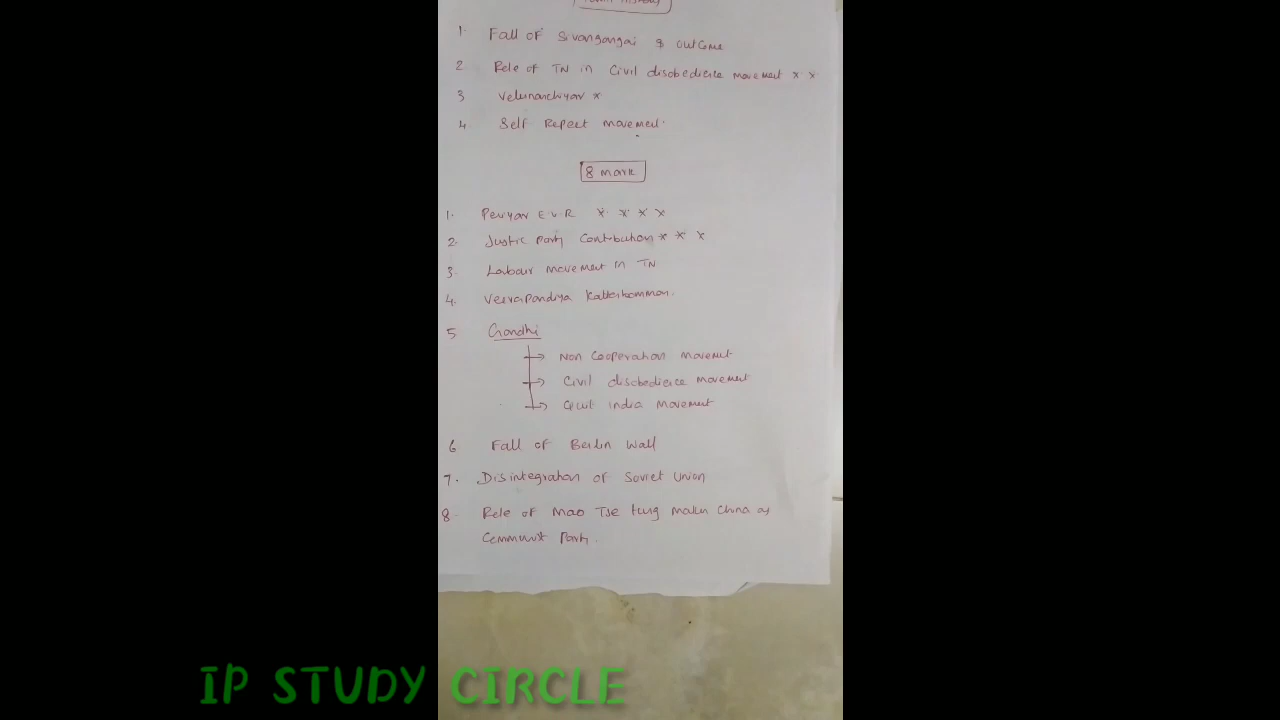 1. Fall of Sivangangai & outcome
2 Role of TN in Civil disobedience movement x x
3 Velunanchiyar x
4 Self Repect movement.
8 mark
1. Periyar E.V.R x x x x
2. Justic Party Contribution x x x
3. Labour movement in TN
4. Veerapandiya Kattabomman.
5 Gandhi
→ Non Cooperation movement
→ Civil disobedience movement
→ Quit india movement
6 Fall of Berlin Wall
7. Disintegration of Soviet Union
8. Role of Mao Tse tung China as
Communist Party.
IP STUDY CIRCLE